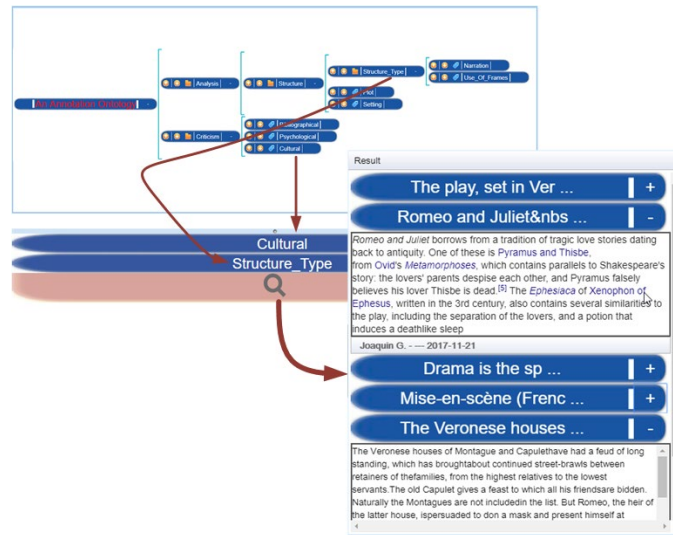 Structure_Type
Narration
Use_Of_Frames
Analysis
Structure
Plot
Setting
An Annotation Ontology
Criticism
Biographical
Psychological
Cultural
Cultural
Structure_Type
Result
The play, set in Ver ... +
Romeo and Juliet&nbs ... -
Romeo and Juliet borrows from a tradition of tragic love stories dating
back to antiquity. One of these is Pyramus and Thisbe,
from Ovid's Metamorphoses, which contains parallels to Shakespeare's
story: the lovers' parents despise each other, and Pyramus falsely
believes his lover Thisbe is dead.[5] The Ephesiaca of Xenophon of
Ephesus, written in the 3rd century, also contains several similarities to
the play, including the separation of the lovers, and a potion that
induces a deathlike sleep
Joaquin G. - — 2017-11-21
Drama is the sp ... +
Mise-en-scène (Frenc ... +
The Veronese houses ... -
The Veronese houses of Montague and Capulethave had a feud of long
standing, which has broughtabout continued street-brawls between
retainers of thefamilies, from the highest relatives to the lowest
servants.The old Capulet gives a feast to which all his friendsare bidden.
Naturally the Montagues are not includedin the list. But Romeo, the heir of
the latter house, ispersuaded to don a mask and present himself at